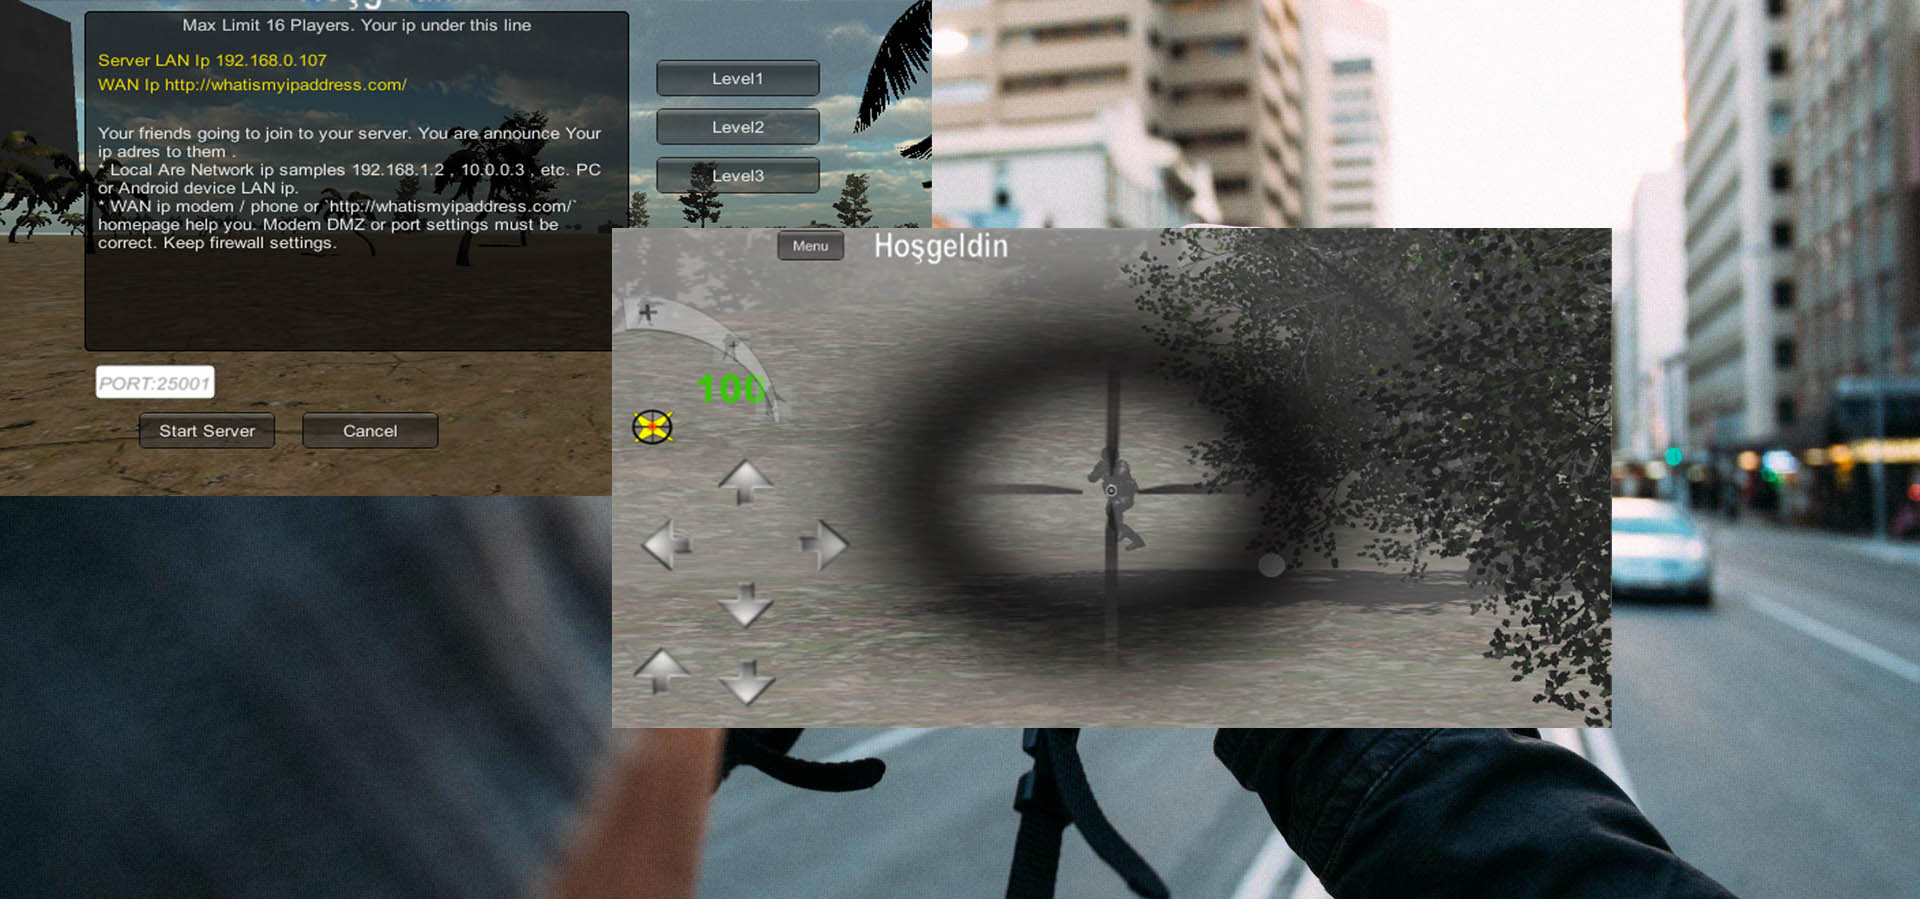 Hoşgeldin
Max Limit 16 Players. Your ip under this line
Server LAN Ip 192.168.0.107
WAN Ip http://whatismyipaddress.com/
Your friends going to join to your server. You are announce Your
ip adres to them .
* Local Are Network ip samples 192.168.1.2 , 10.0.0.3 , etc. PC
or Android device LAN ip.
* WAN ip modem / phone or `http://whatismyipaddress.com/`
homepage help you. Modem DMZ or port settings must be
correct. Keep firewall settings.
PORT:25001
Start Server
Cancel
Level1
Level2
Level3
Menu
Hoşgeldin
100